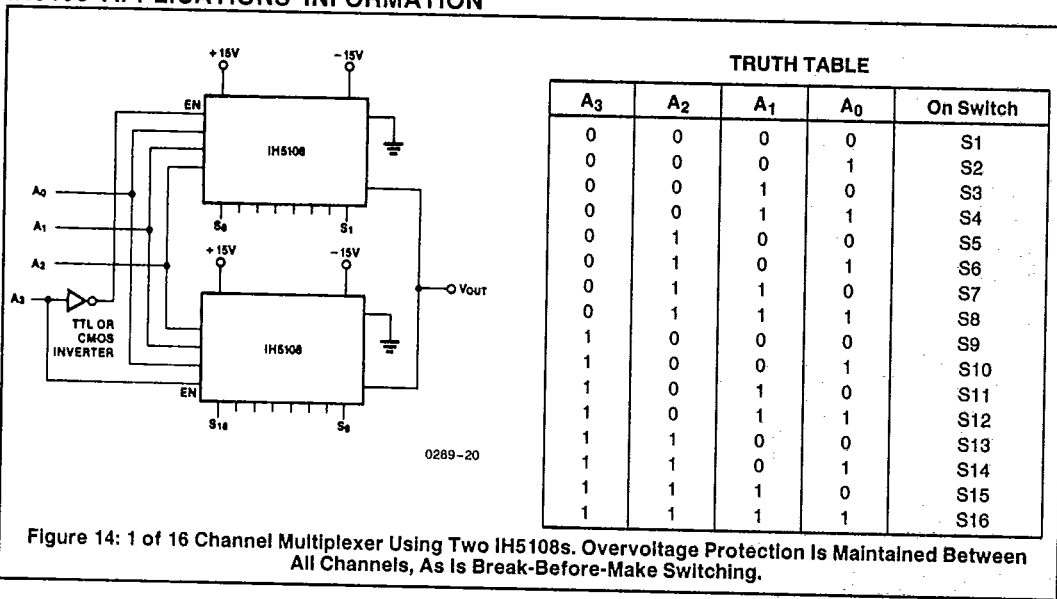 APPLICATIONS INFORMATION
+15V
-15V
EN
IH5108
A0
A1
A2
A3
S8
S1
+15V
-15V
VOUT
TTL OR
CMOS
INVERTER
IH5108
EN
S16
S9
0289-20
TRUTH TABLE
A3 A2 A1 A0 On Switch
0 0 0 0 S1
0 0 0 1 S2
0 0 1 0 S3
0 0 1 1 S4
0 1 0 0 S5
0 1 0 1 S6
0 1 1 0 S7
0 1 1 1 S8
1 0 0 0 S9
1 0 0 1 S10
1 0 1 0 S11
1 0 1 1 S12
1 1 0 0 S13
1 1 0 1 S14
1 1 1 0 S15
1 1 1 1 S16
Figure 14: 1 of 16 Channel Multiplexer Using Two IH5108s. Overvoltage Protection Is Maintained Between
All Channels, As Is Break-Before-Make Switching.